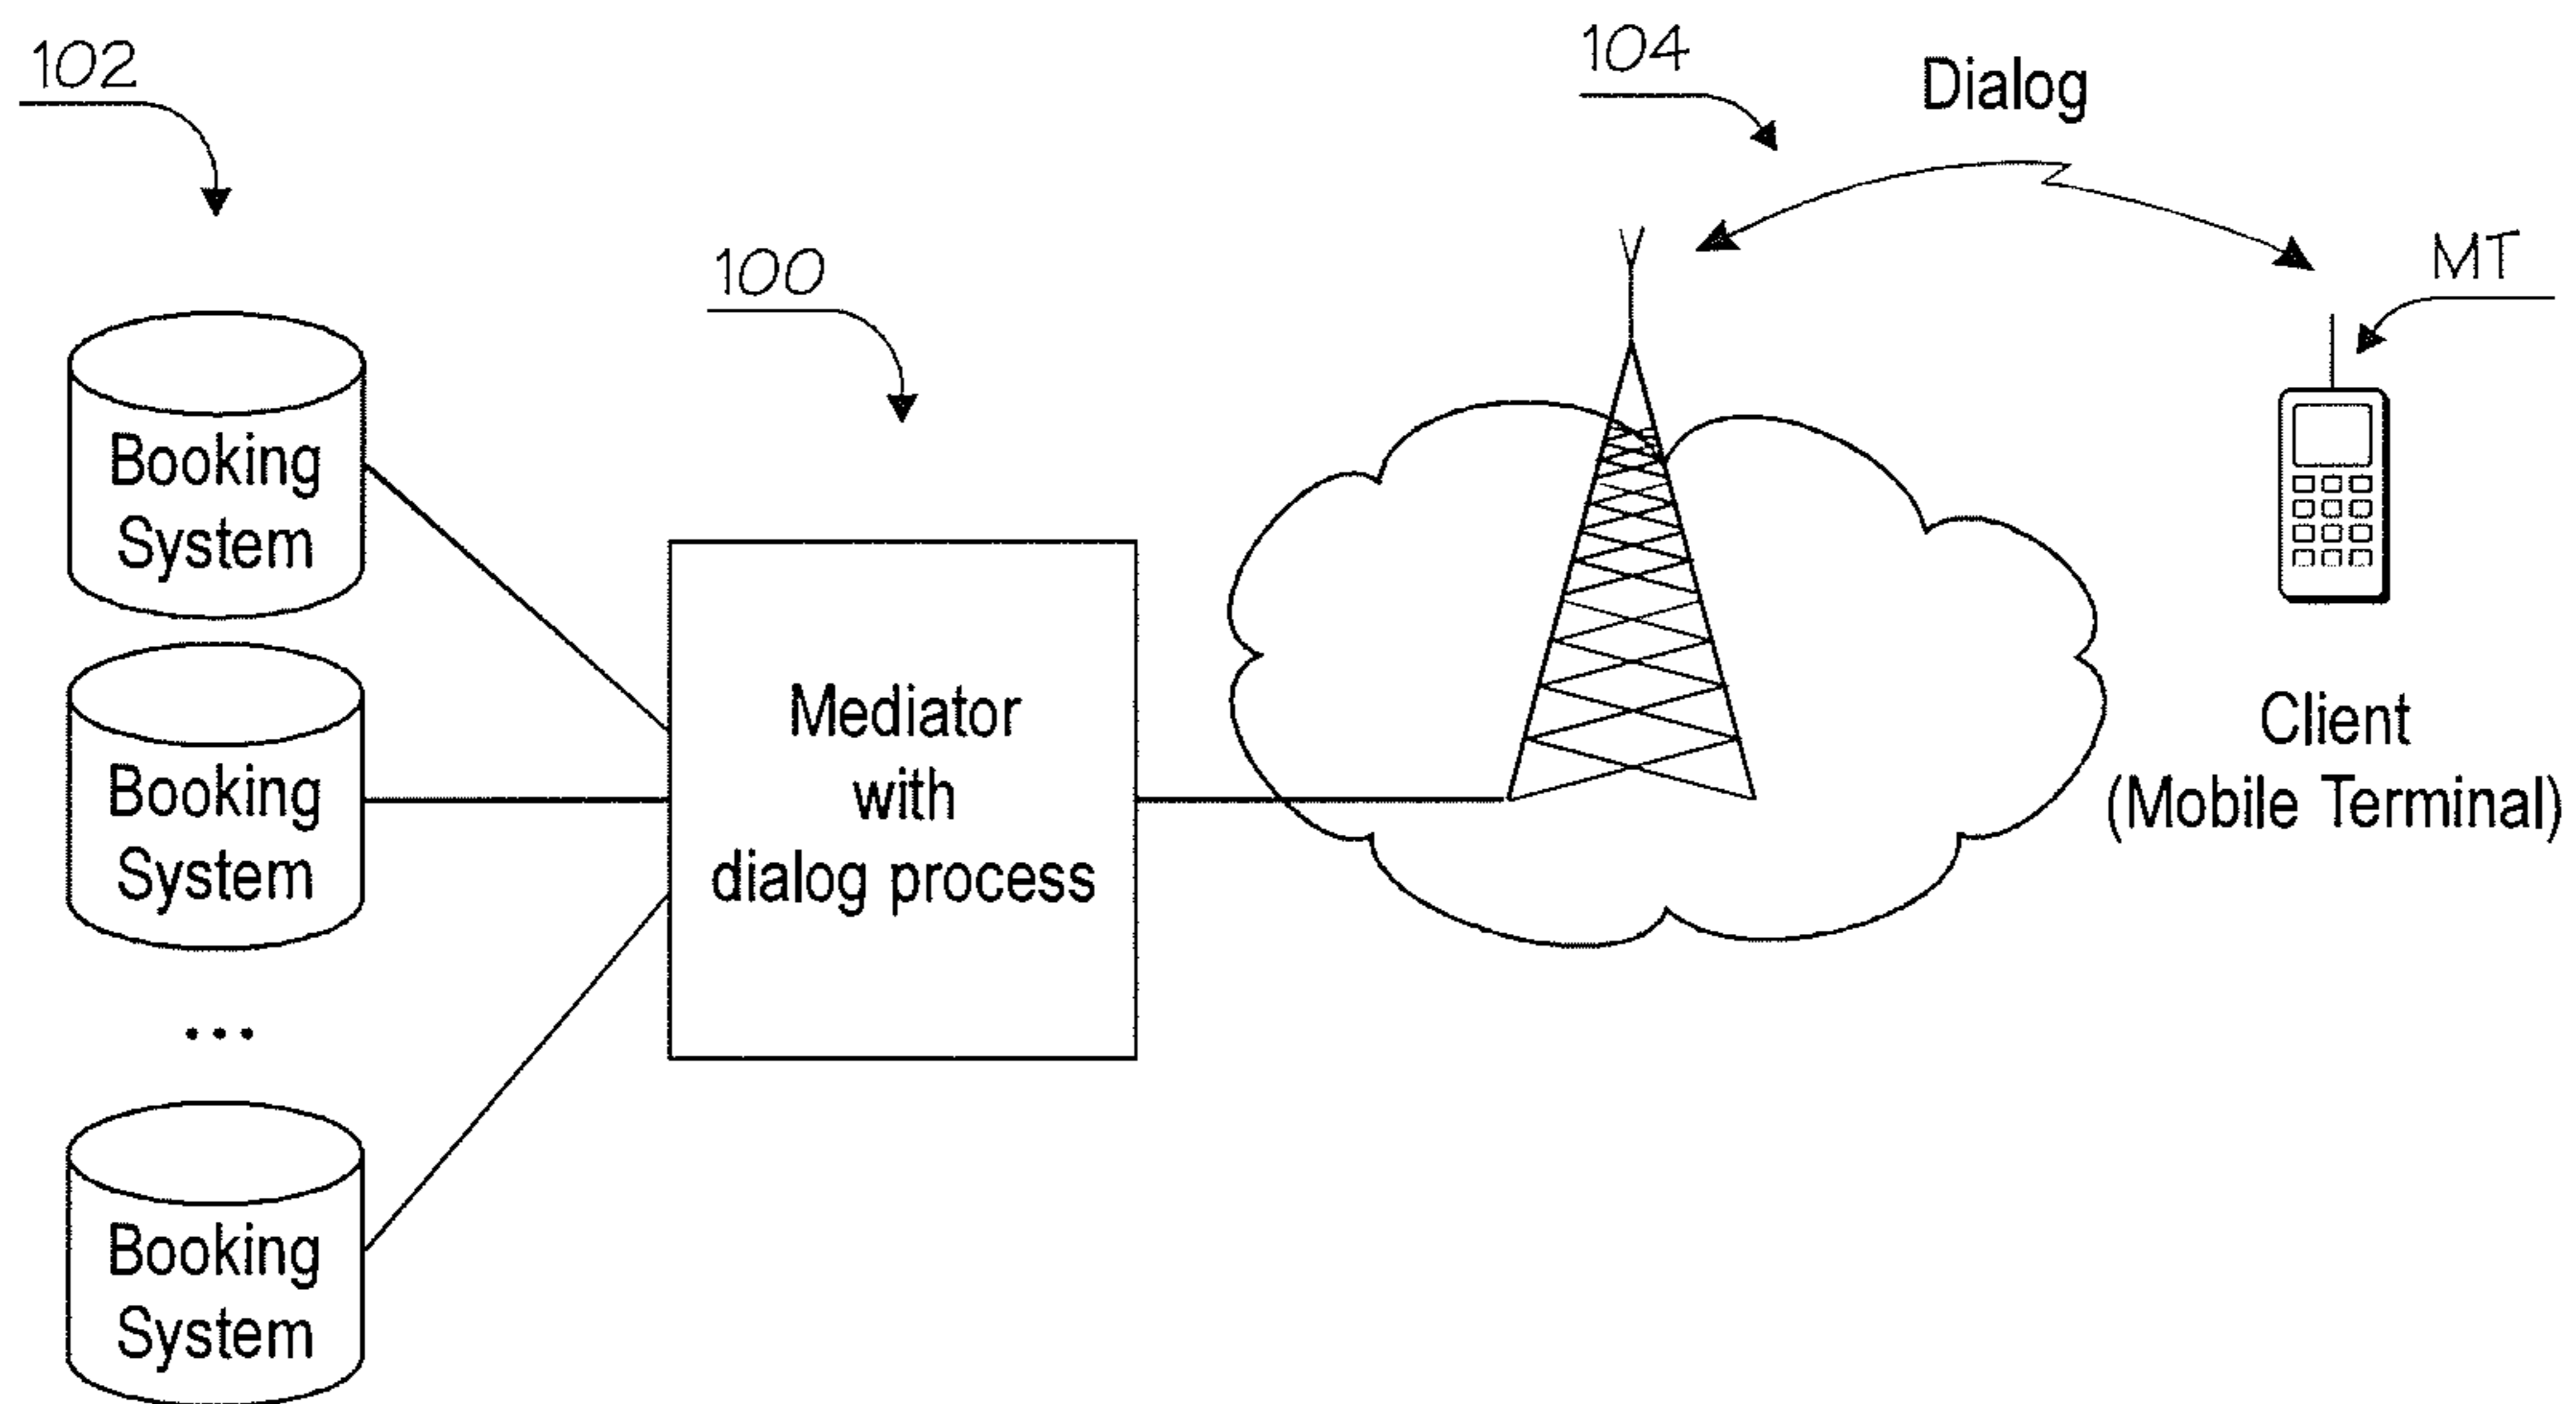 102
104
Dialog
100
MT
Booking
System
Booking
System
...
Booking
System
Mediator
with
dialog process
Client
(Mobile Terminal)